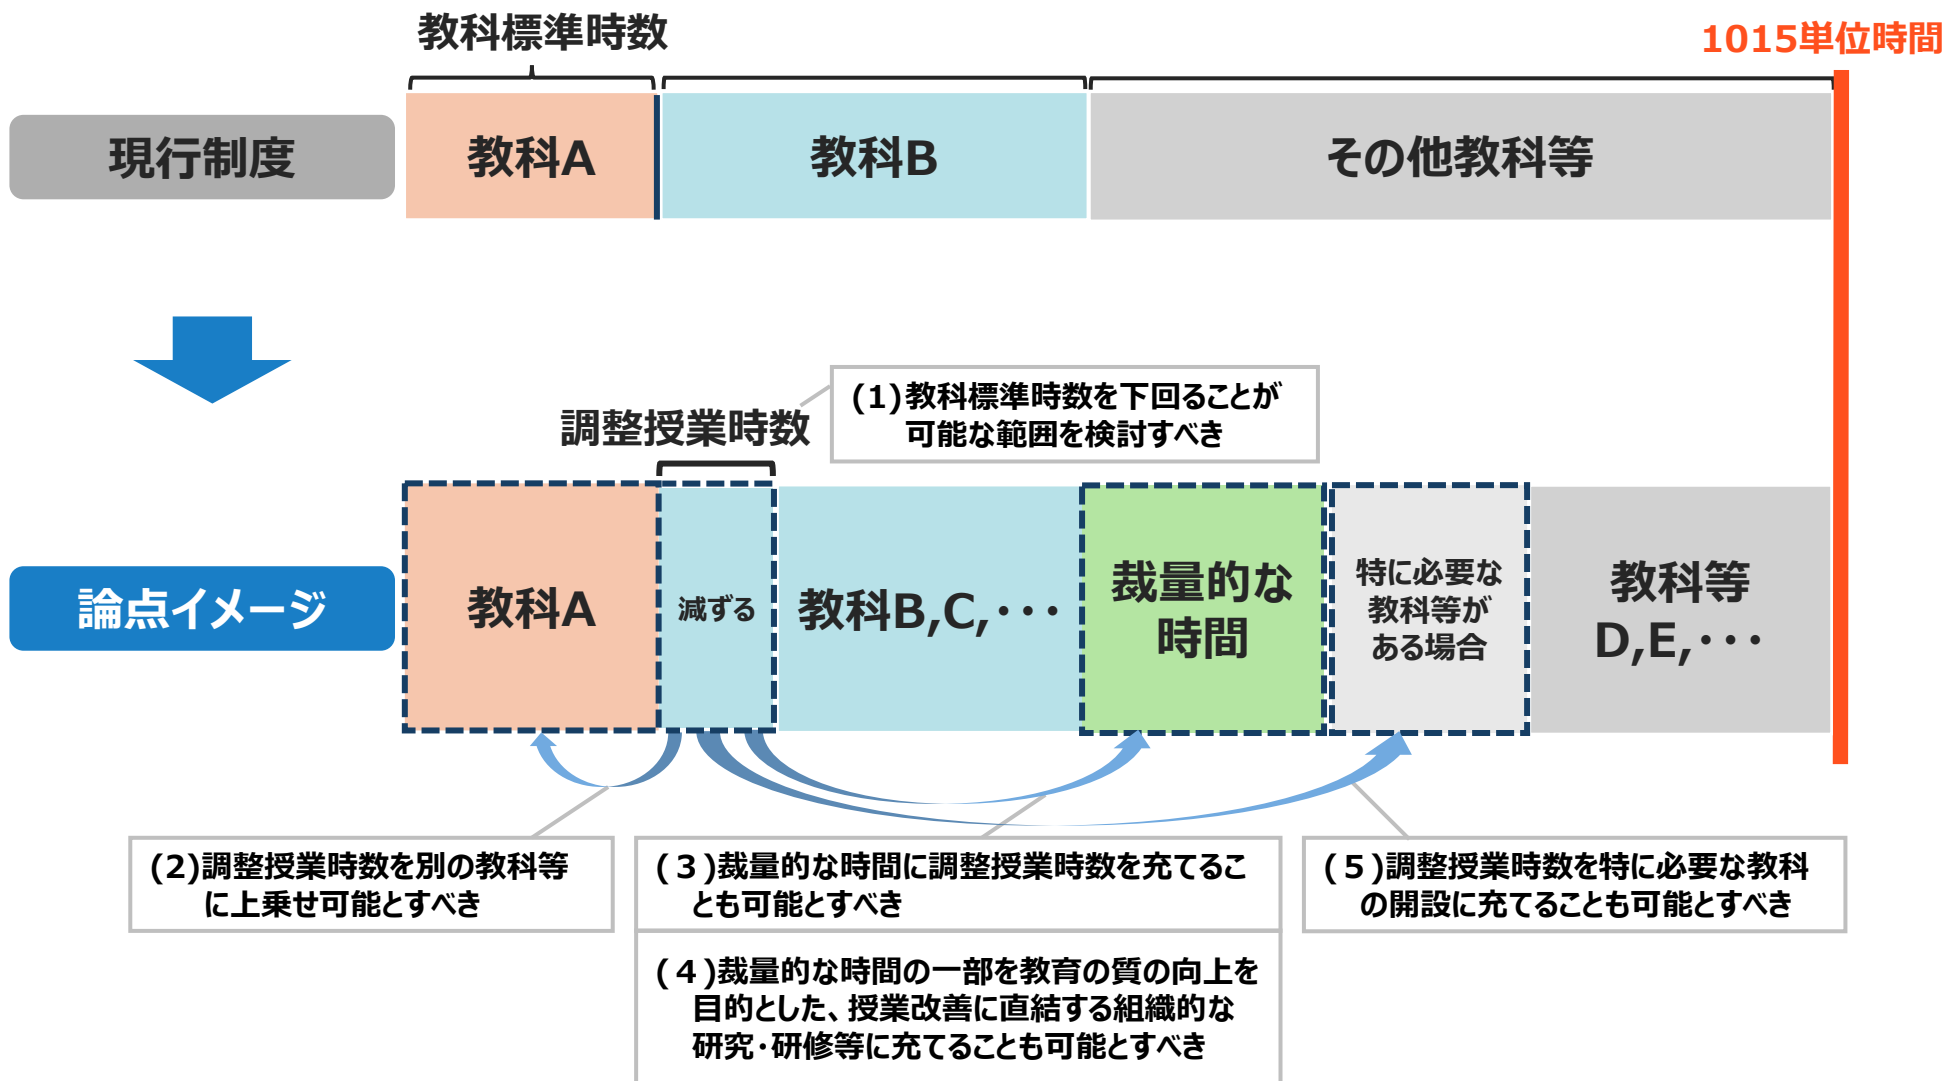 教科標準時数
1015単位時間
現行制度
教科A
教科B
その他教科等
(1)教科標準時数を下回ることが
可能な範囲を検討すべき
調整授業時数
論点イメージ
教科A
減ずる
教科B,C,・・・
裁量的な
時間
特に必要な
教科等が
ある場合
教科等
D,E,・・・
(2)調整授業時数を別の教科等
に上乗せ可能とすべき
(３)裁量的な時間に調整授業時数を充てるこ
とも可能とすべき
(４)裁量的な時間の一部を教育の質の向上を
目的とした、授業改善に直結する組織的な
研究・研修等に充てることも可能とすべき
(５)調整授業時数を特に必要な教科
の開設に充てることも可能とすべき